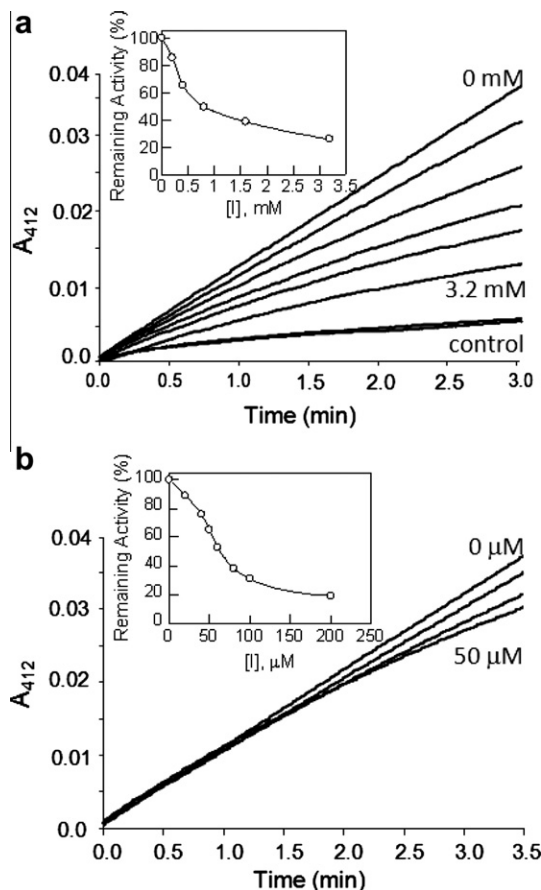 a
0.04
0.03
0.02
0.01
0.0
A412
0.0 0.5 1.0 1.5 2.0 2.5 3.0
Time (min)
0 mM
3.2 mM
control
100
80
60
40
20
0
Remaining Activity (%)
0 0.5 1 1.5 2 2.5 3 3.5
[I], mM
b
0.04
0.03
0.02
0.01
0.0
A412
0.0 0.5 1.0 1.5 2.0 2.5 3.0 3.5
Time (min)
0 μM
50 μM
100
80
60
40
20
0
Remaining Activity (%)
0 50 100 150 200 250
[I], μM